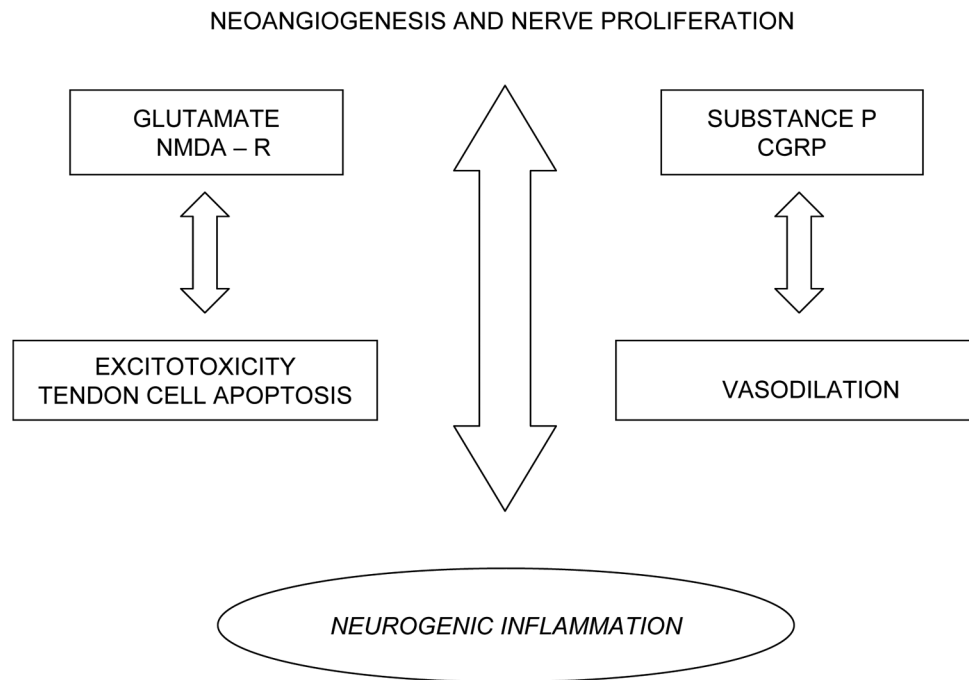 NEOANGIOGENESIS AND NERVE PROLIFERATION
GLUTAMATE
NMDA – R
SUBSTANCE P
CGRP
EXCITOTOXICITY
TENDON CELL APOPTOSIS
VASODILATION
NEUROGENIC INFLAMMATION